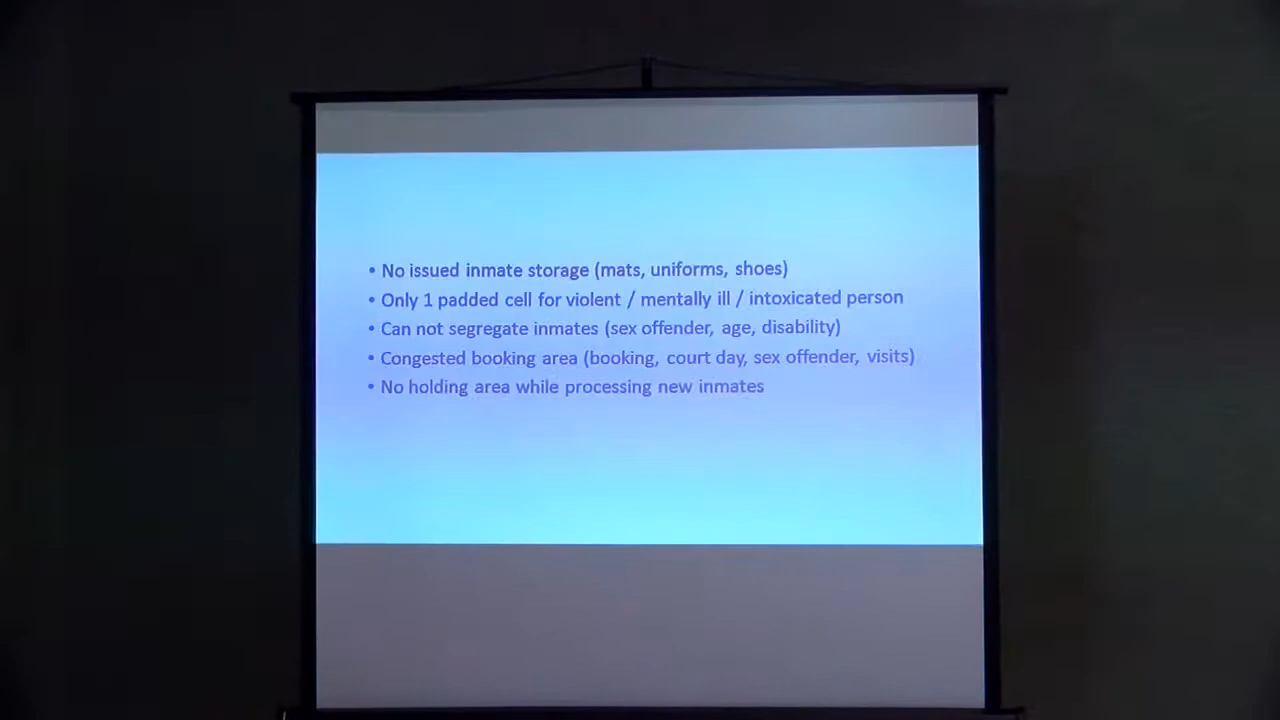 • No issued inmate storage (mats, uniforms, shoes)
• Only 1 padded cell for violent / mentally ill / intoxicated person
• Can not segregate inmates (sex offender, age, disability)
• Congested booking area (booking, court day, sex offender, visits)
• No holding area while processing new inmates